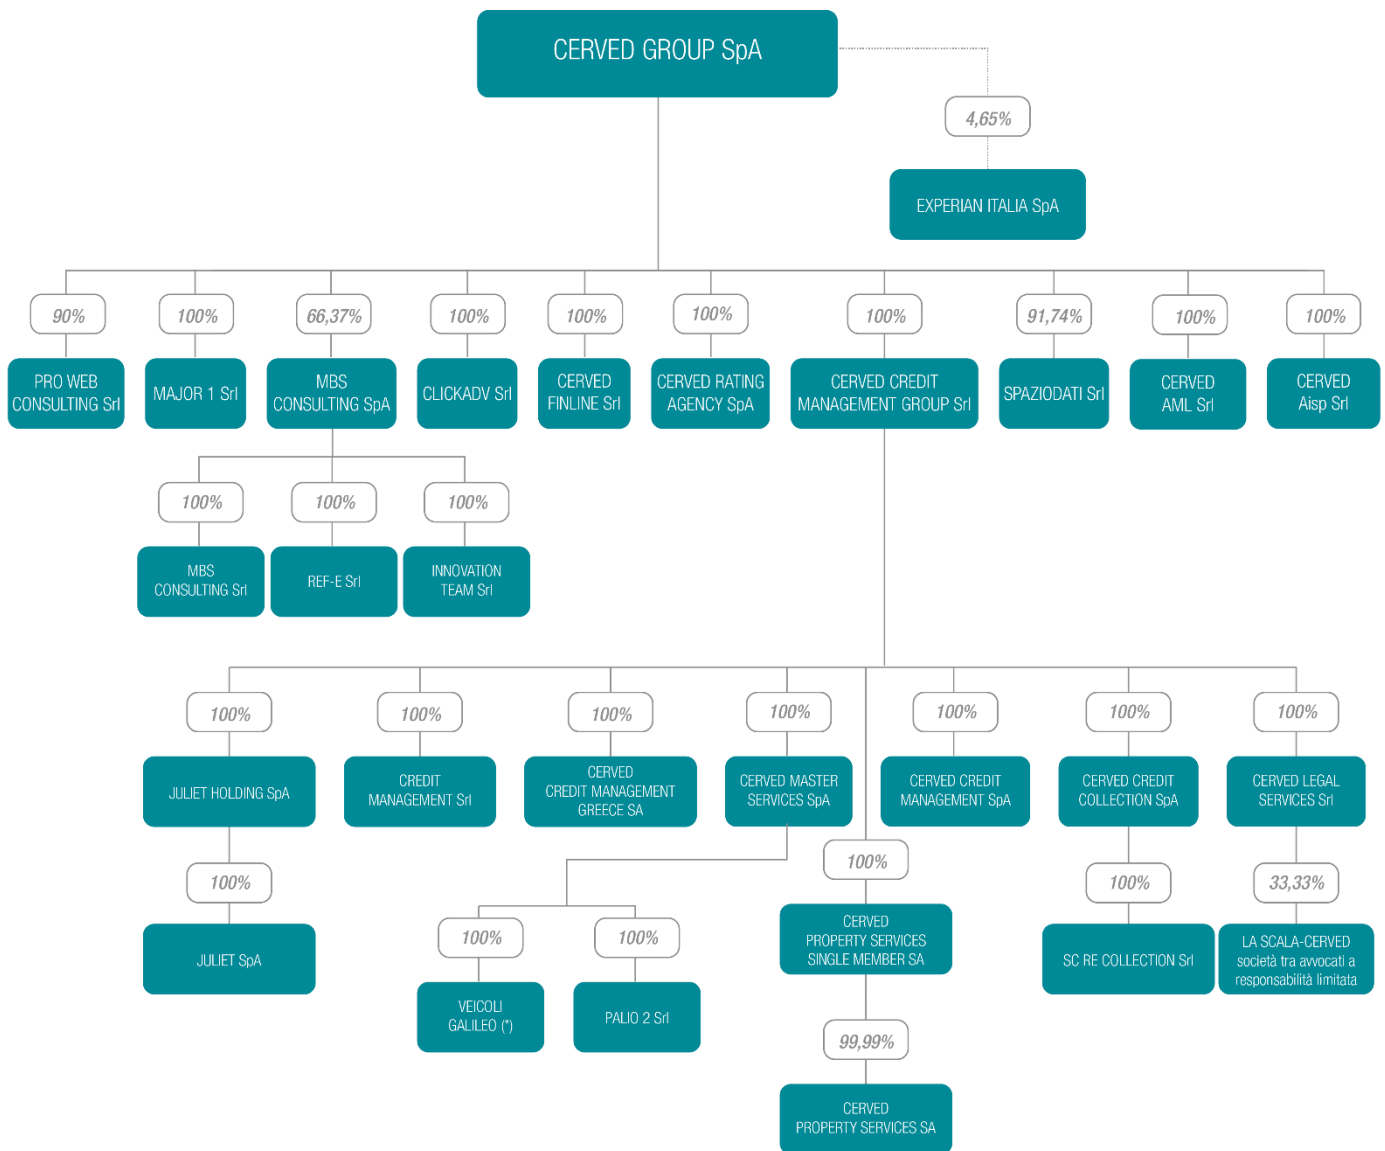 CERVED GROUP SpA
4,65%
EXPERIAN ITALIA SpA
90%
100%
66,37%
100%
100%
100%
100%
91,74%
100%
100%
PRO WEB
CONSULTING Srl
MAJOR 1 Srl
MBS
CONSULTING SpA
CLICKADV Srl
CERVED
FINLINE Srl
CERVED RATING
AGENCY SpA
CERVED CREDIT
MANAGEMENT GROUP Srl
SPAZIODATI Srl
CERVED
AML Srl
CERVED
Aisp Srl
100%
100%
100%
MBS
CONSULTING Srl
REF-E Srl
INNOVATION
TEAM Srl
100%
100%
100%
100%
100%
100%
100%
JULIET HOLDING SpA
CREDIT
MANAGEMENT Srl
CERVED
CREDIT MANAGEMENT
GREECE SA
CERVED MASTER
SERVICES SpA
CERVED CREDIT
MANAGEMENT SpA
CERVED CREDIT
COLLECTION SpA
CERVED LEGAL
SERVICES Srl
100%
100%
100%
33,33%
JULIET SpA
100%
100%
CERVED
PROPERTY SERVICES
SINGLE MEMBER SA
SC RE COLLECTION Srl
LA SCALA-CERVED
società tra avvocati a
responsabilità limitata
VEICOLI
GALILEO (*)
PALIO 2 Srl
99,99%
CERVED
PROPERTY SERVICES SA